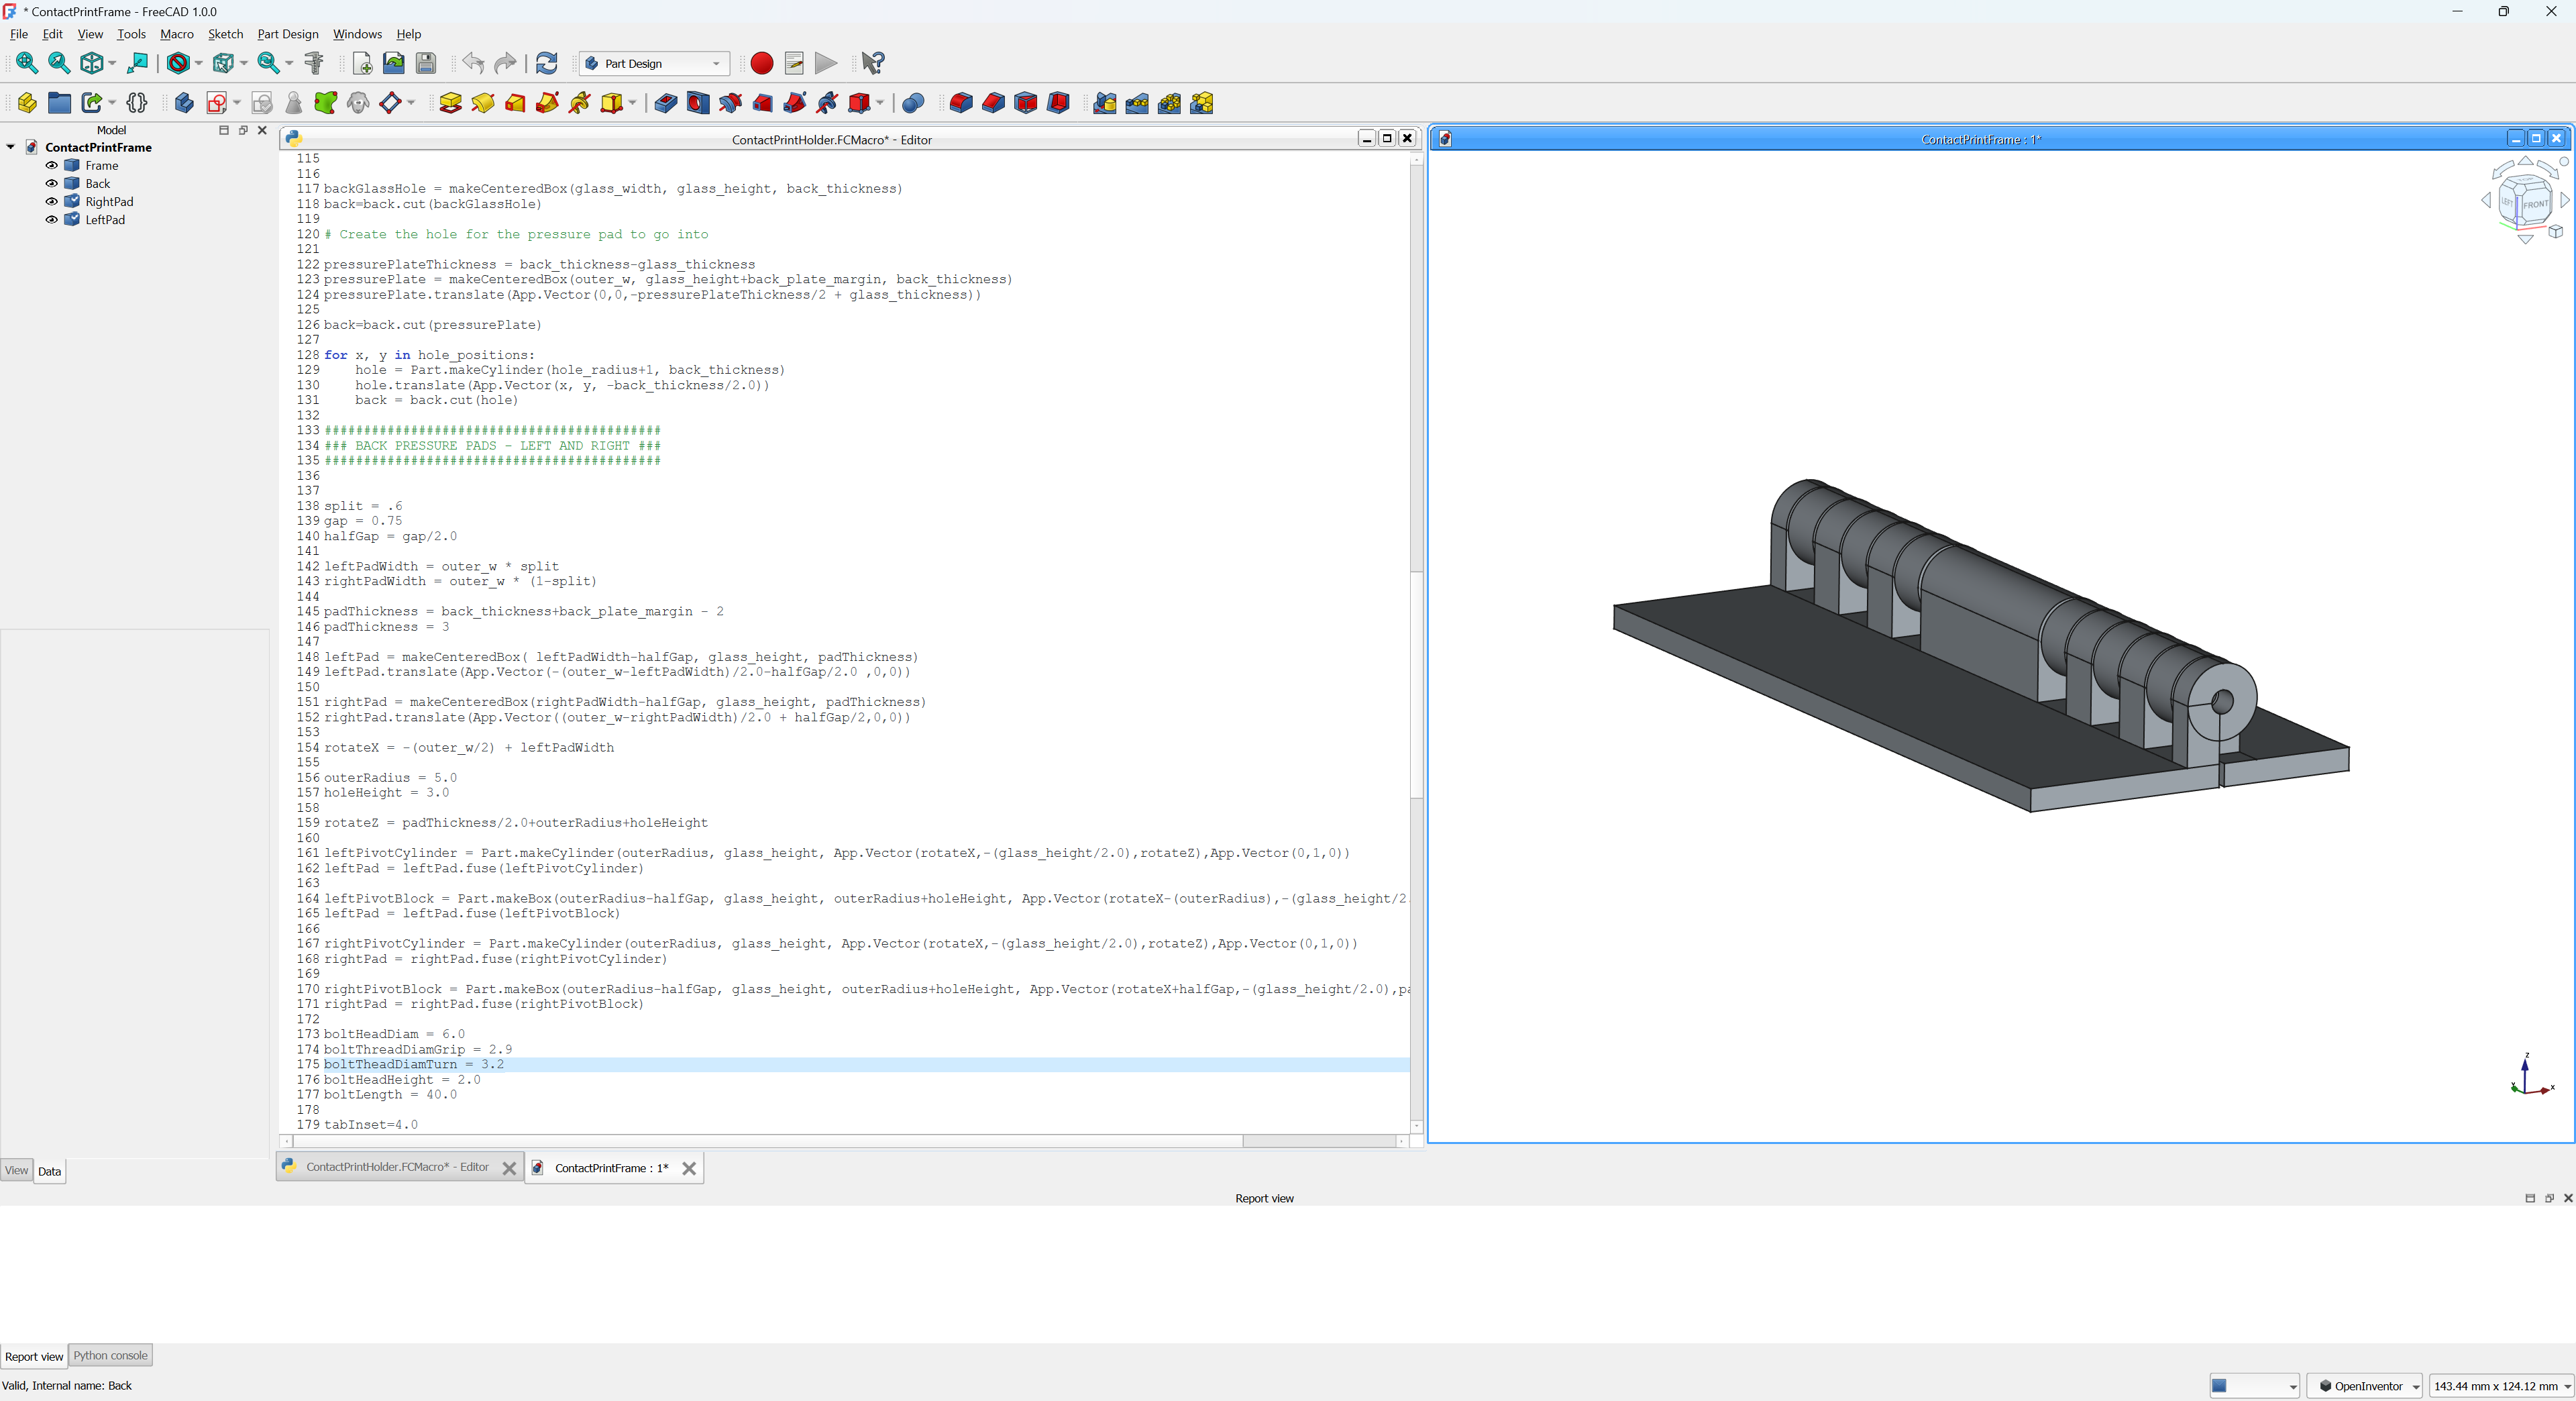 * ContactPrintFrame - FreeCAD 1.0.0
File Edit View Tools Macro Sketch Part Design Windows Help
Part Design
Model
ContactPrintFrame
Frame
Back
RightPad
LeftPad
ContactPrintHolder.FCMacro* - Editor
115
116
117 backGlassHole = makeCenteredBox(glass_width, glass_height, back_thickness)
118 back=back.cut(backGlassHole)
119
120 # Create the hole for the pressure pad to go into
121
122 pressurePlateThickness = back_thickness-glass_thickness
123 pressurePlate = makeCenteredBox(outer_w, glass_height+back_plate_margin, back_thickness)
124 pressurePlate.translate(App.Vector(0,0,-pressurePlateThickness/2 + glass_thickness))
125
126 back=back.cut(pressurePlate)
127
128 for x, y in hole_positions:
129     hole = Part.makeCylinder(hole_radius+1, back_thickness)
130     hole.translate(App.Vector(x, y, -back_thickness/2.0))
131     back = back.cut(hole)
132
133 ###########################################
134 ### BACK PRESSURE PADS - LEFT AND RIGHT ###
135 ###########################################
136
137
138 split = .6
139 gap = 0.75
140 halfGap = gap/2.0
141
142 leftPadWidth = outer_w * split
143 rightPadWidth = outer_w * (1-split)
144
145 padThickness = back_thickness+back_plate_margin - 2
146 padThickness = 3
147
148 leftPad = makeCenteredBox( leftPadWidth-halfGap, glass_height, padThickness)
149 leftPad.translate(App.Vector(-(outer_w-leftPadWidth)/2.0-halfGap/2.0 ,0,0))
150
151 rightPad = makeCenteredBox(rightPadWidth-halfGap, glass_height, padThickness)
152 rightPad.translate(App.Vector((outer_w-rightPadWidth)/2.0 + halfGap/2,0,0))
153
154 rotateX = -(outer_w/2) + leftPadWidth
155
156 outerRadius = 5.0
157 holeHeight = 3.0
158
159 rotateZ = padThickness/2.0+outerRadius+holeHeight
160
161 leftPivotCylinder = Part.makeCylinder(outerRadius, glass_height, App.Vector(rotateX,-(glass_height/2.0),rotateZ),App.Vector(0,1,0))
162 leftPad = leftPad.fuse(leftPivotCylinder)
163
164 leftPivotBlock = Part.makeBox(outerRadius-halfGap, glass_height, outerRadius+holeHeight, App.Vector(rotateX-(outerRadius),-(glass_height/2.
165 leftPad = leftPad.fuse(leftPivotBlock)
166
167 rightPivotCylinder = Part.makeCylinder(outerRadius, glass_height, App.Vector(rotateX,-(glass_height/2.0),rotateZ),App.Vector(0,1,0))
168 rightPad = rightPad.fuse(rightPivotCylinder)
169
170 rightPivotBlock = Part.makeBox(outerRadius-halfGap, glass_height, outerRadius+holeHeight, App.Vector(rotateX+halfGap,-(glass_height/2.0),pa
171 rightPad = rightPad.fuse(rightPivotBlock)
172
173 boltHeadDiam = 6.0
174 boltThreadDiamGrip = 2.9
175 boltTheadDiamTurn = 3.2
176 boltHeadHeight = 2.0
177 boltLength = 40.0
178
179 tabInset=4.0
ContactPrintFrame : 1*
LEFT FRONT
Z
Y X
View Data
ContactPrintHolder.FCMacro* - Editor
ContactPrintFrame : 1*
Report view
Report view Python console
Valid, Internal name: Back
OpenInventor
143.44 mm x 124.12 mm